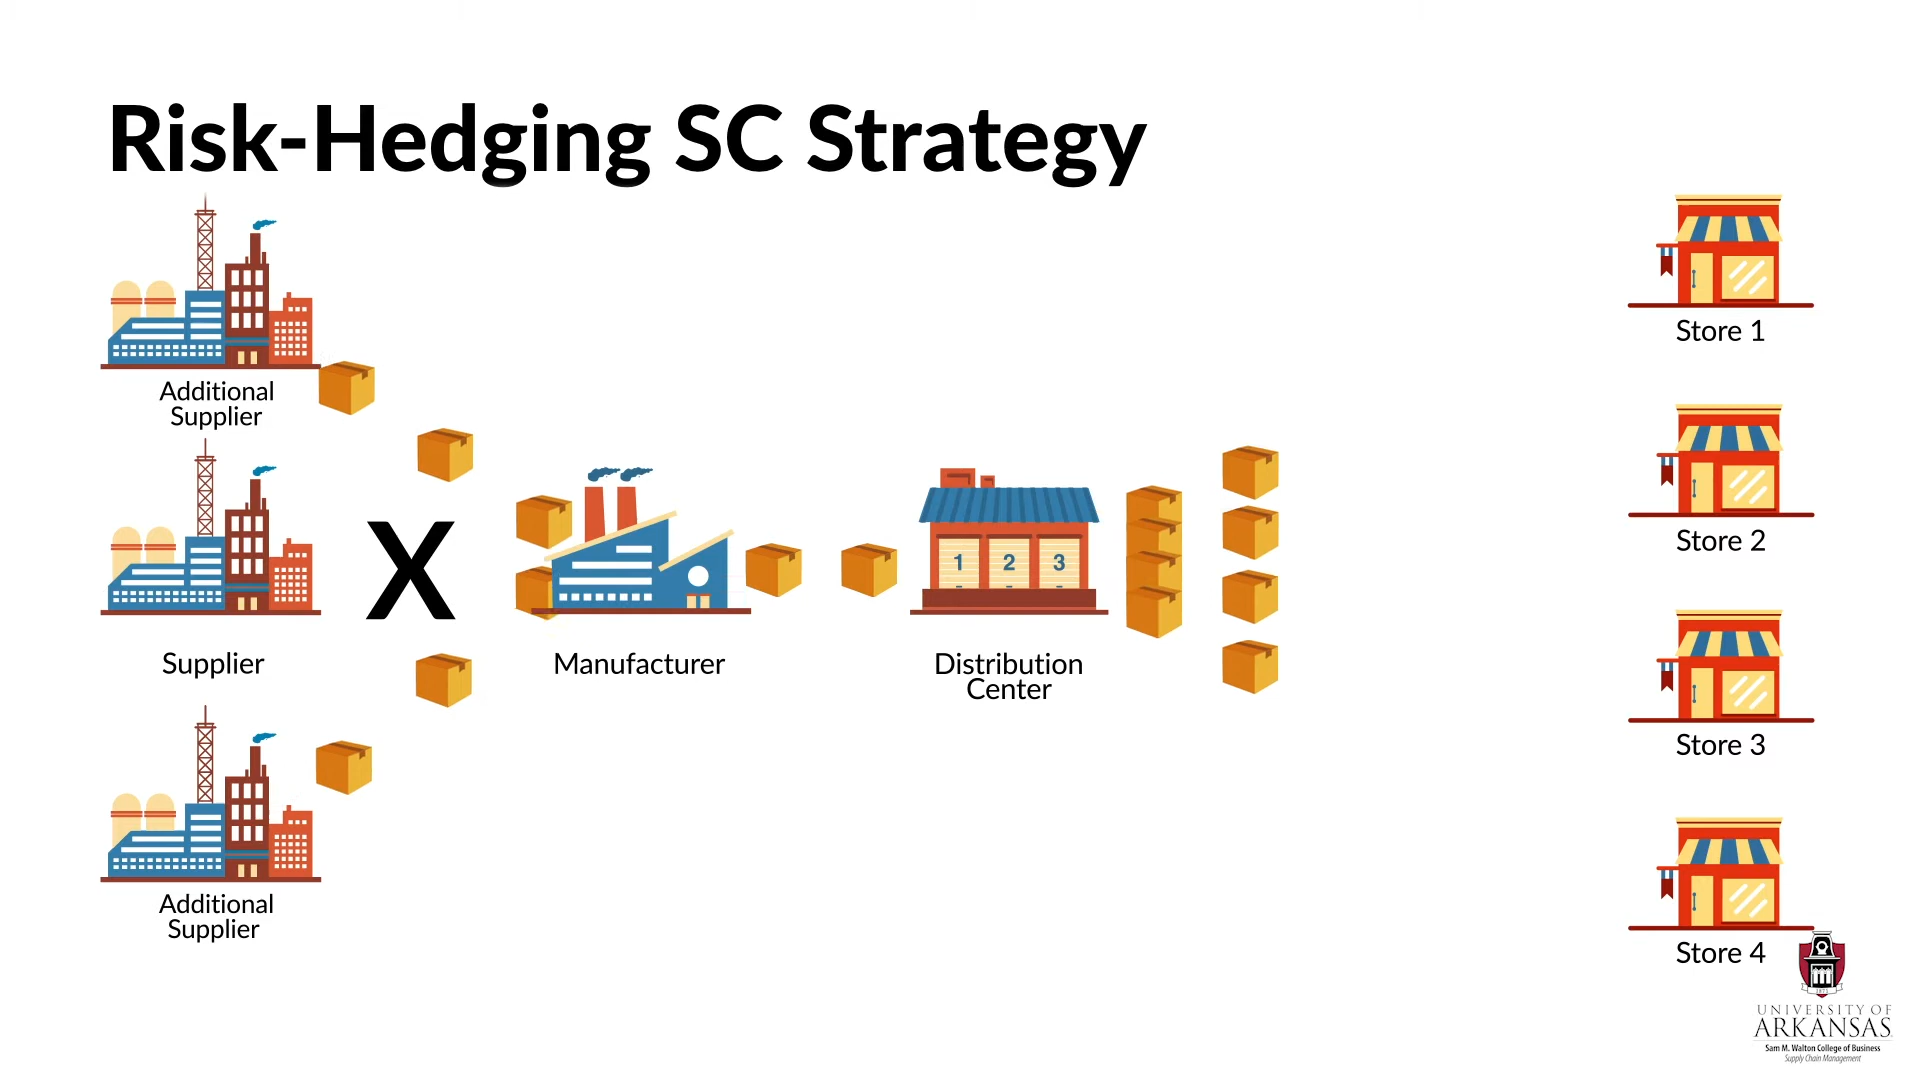 Risk-Hedging SC Strategy
Additional
Supplier
X
Supplier
Additional
Supplier
Manufacturer
1 2 3
Distribution
Center
Store 1
Store 2
Store 3
Store 4
1871
UNIVERSITY OF
ARKANSAS
Sam M. Walton College of Business
Supply Chain Management